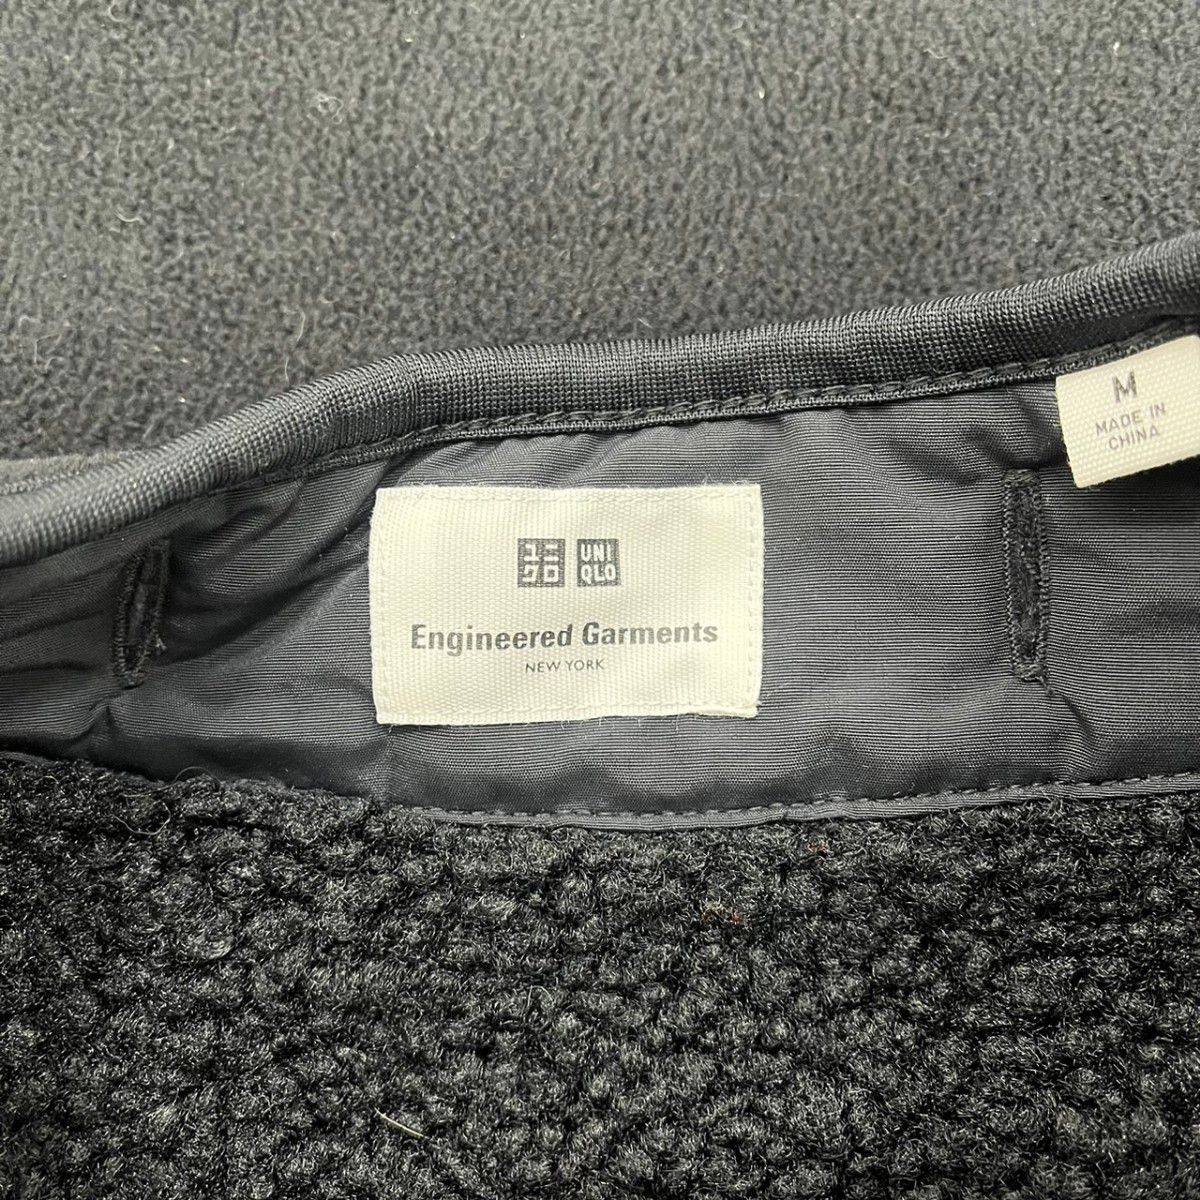 ユニ UNI
クロ QLO
Engineered Garments
NEW YORK
M
MADE IN
CHINA